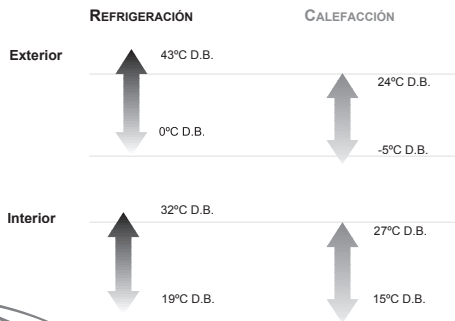 REFRIGERACIÓN CALEFACCIÓN
Exterior 43ºC D.B.
24ºC D.B.
0ºC D.B.
-5ºC D.B.
Interior 32ºC D.B.
27ºC D.B.
19ºC D.B. 15ºC D.B.